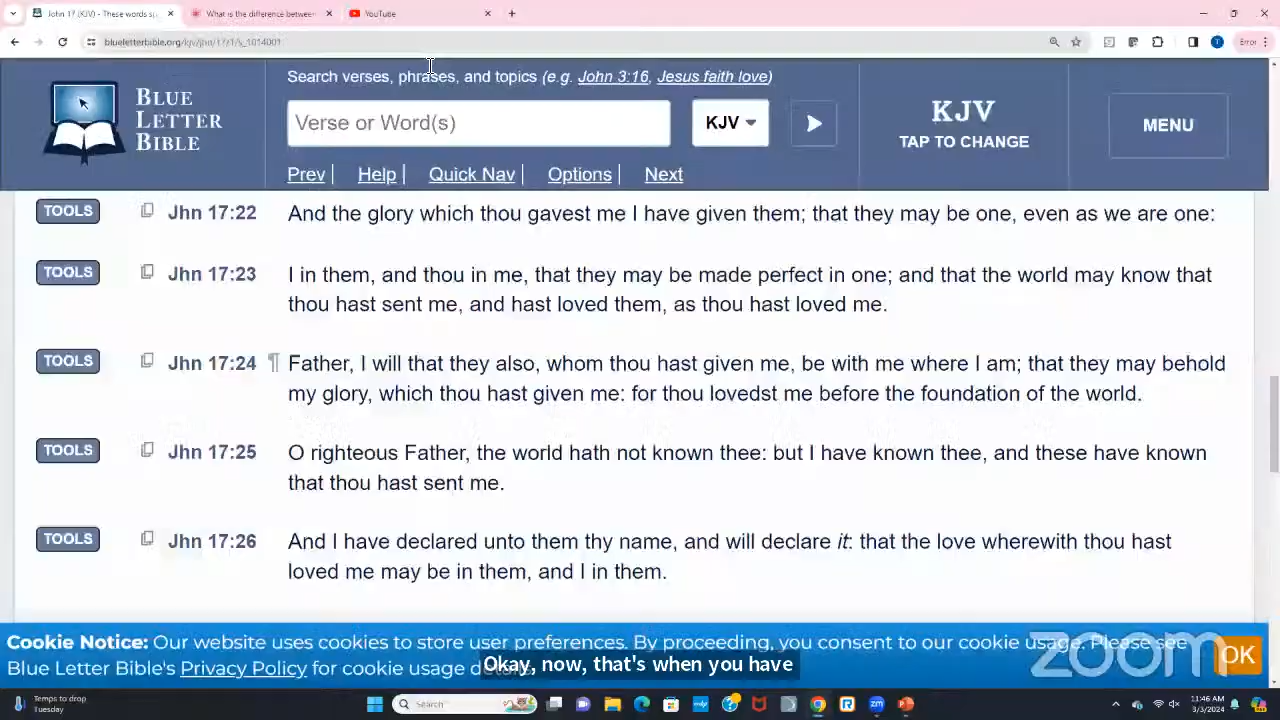 John 17 (KJV) - These words sp
What is the difference between
YouTube
blueletterbible.org/kjv/jhn/17/1/s_1014001
Error
Search verses, phrases, and topics (e.g. John 3:16, Jesus faith love)
BLUE
LETTER
BIBLE
Verse or Word(s)
KJV
KJV
TAP TO CHANGE
MENU
Prev | Help | Quick Nav | Options | Next
TOOLS Jhn 17:22 And the glory which thou gavest me I have given them; that they may be one, even as we are one:
TOOLS Jhn 17:23 I in them, and thou in me, that they may be made perfect in one; and that the world may know that
thou hast sent me, and hast loved them, as thou hast loved me.
TOOLS Jhn 17:24 ¶ Father, I will that they also, whom thou hast given me, be with me where I am; that they may behold
my glory, which thou hast given me: for thou lovedst me before the foundation of the world.
TOOLS Jhn 17:25 O righteous Father, the world hath not known thee: but I have known thee, and these have known
that thou hast sent me.
TOOLS Jhn 17:26 And I have declared unto them thy name, and will declare it: that the love wherewith thou hast
loved me may be in them, and I in them.
Cookie Notice: Our website uses cookies to store user preferences. By proceeding, you consent to our cookie usage. Please see
Blue Letter Bible's Privacy Policy for cookie usage
Okay, now, that's when you have
zoom
OK
Temps to drop
Tuesday
Search
11:46 AM
3/3/2024